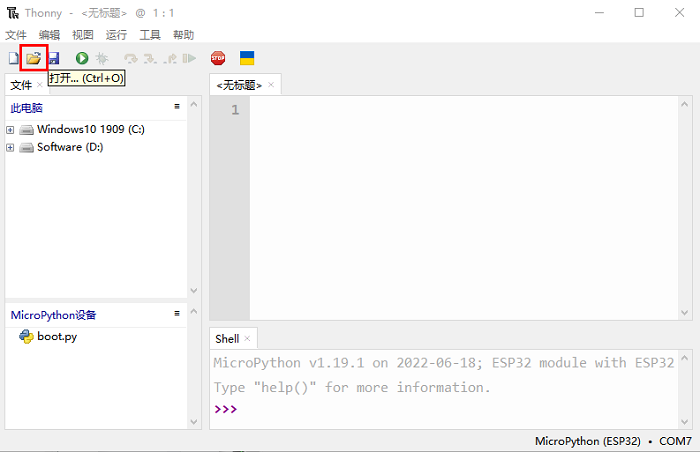 Thonny - <无标题> @ 1 : 1
文件 编辑 视图 运行 工具 帮助
STOP
打开... (Ctrl+O)
文件 ×
<无标题> ×
此电脑
1
Windows10 1909 (C:)
Software (D:)
MicroPython设备
boot.py
Shell ×
MicroPython v1.19.1 on 2022-06-18; ESP32 module with ESP32
Type "help()" for more information.
>>>
MicroPython (ESP32) • COM7